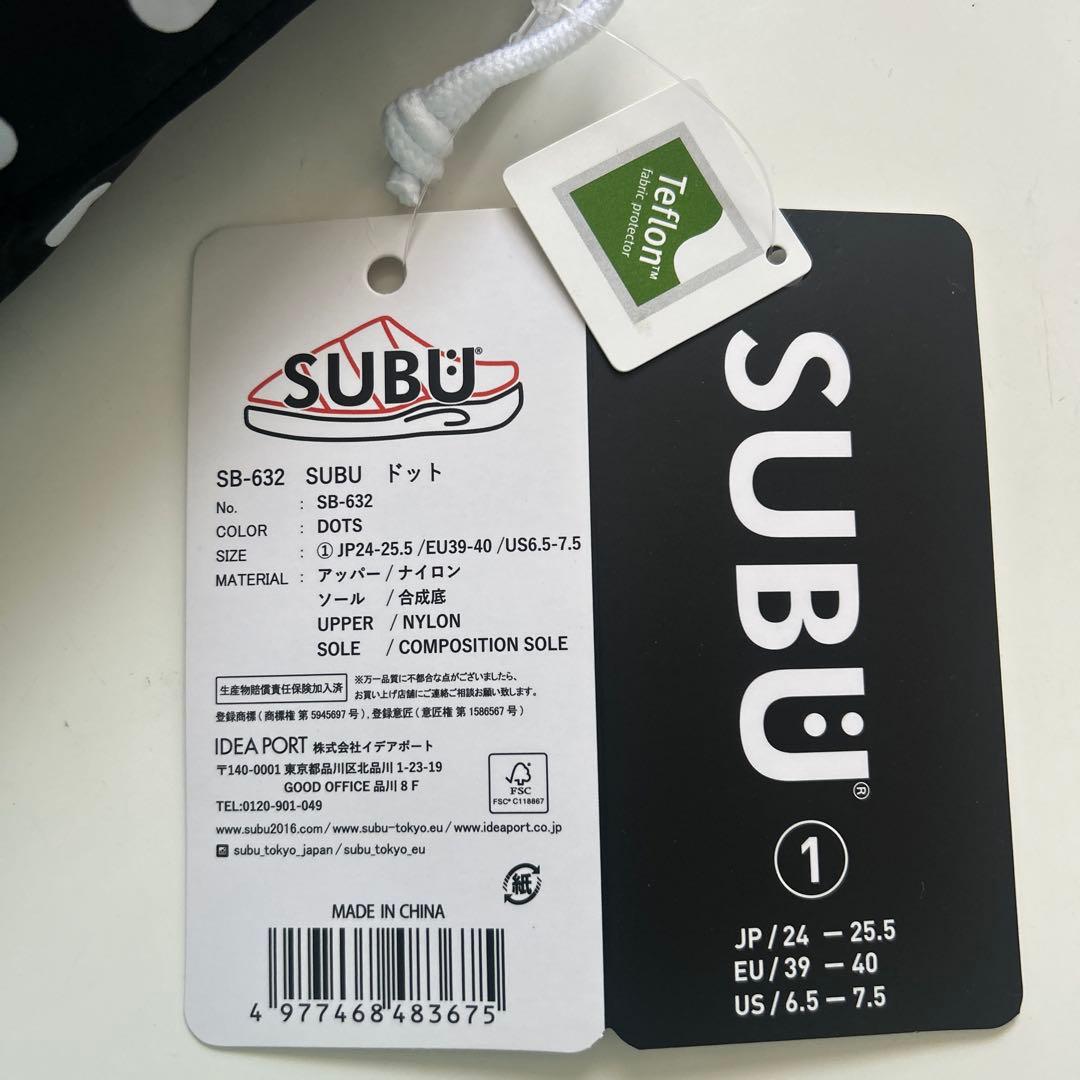 Teflon™
fabric protector
SUBU®
SB-632 SUBU ドット
No. : SB-632
COLOR : DOTS
SIZE : ① JP24-25.5 /EU39-40 /US6.5-7.5
MATERIAL : アッパー / ナイロン
ソール / 合成底
UPPER / NYLON
SOLE / COMPOSITION SOLE
生産物賠償責任保険加入済
※万一品質に不都合な点がございましたら、
お買い上げ店舗にご連絡ご相談お願い致します。
登録商標 ( 商標権 第 5945697 号 ) , 登録意匠 ( 意匠権 第 1586567 号 )
IDEA PORT 株式会社イデアポート
〒140-0001 東京都品川区北品川 1-23-19
GOOD OFFICE 品川 8 F
TEL:0120-901-049
www.subu2016.com / www.subu-tokyo.eu / www.ideaport.co.jp
subu_tokyo_japan / subu_tokyo_eu
FSC
FSC® C118867
紙
MADE IN CHINA
4 977468 483675
SUBU®
1
JP / 24 — 25.5
EU / 39 — 40
US / 6.5 — 7.5